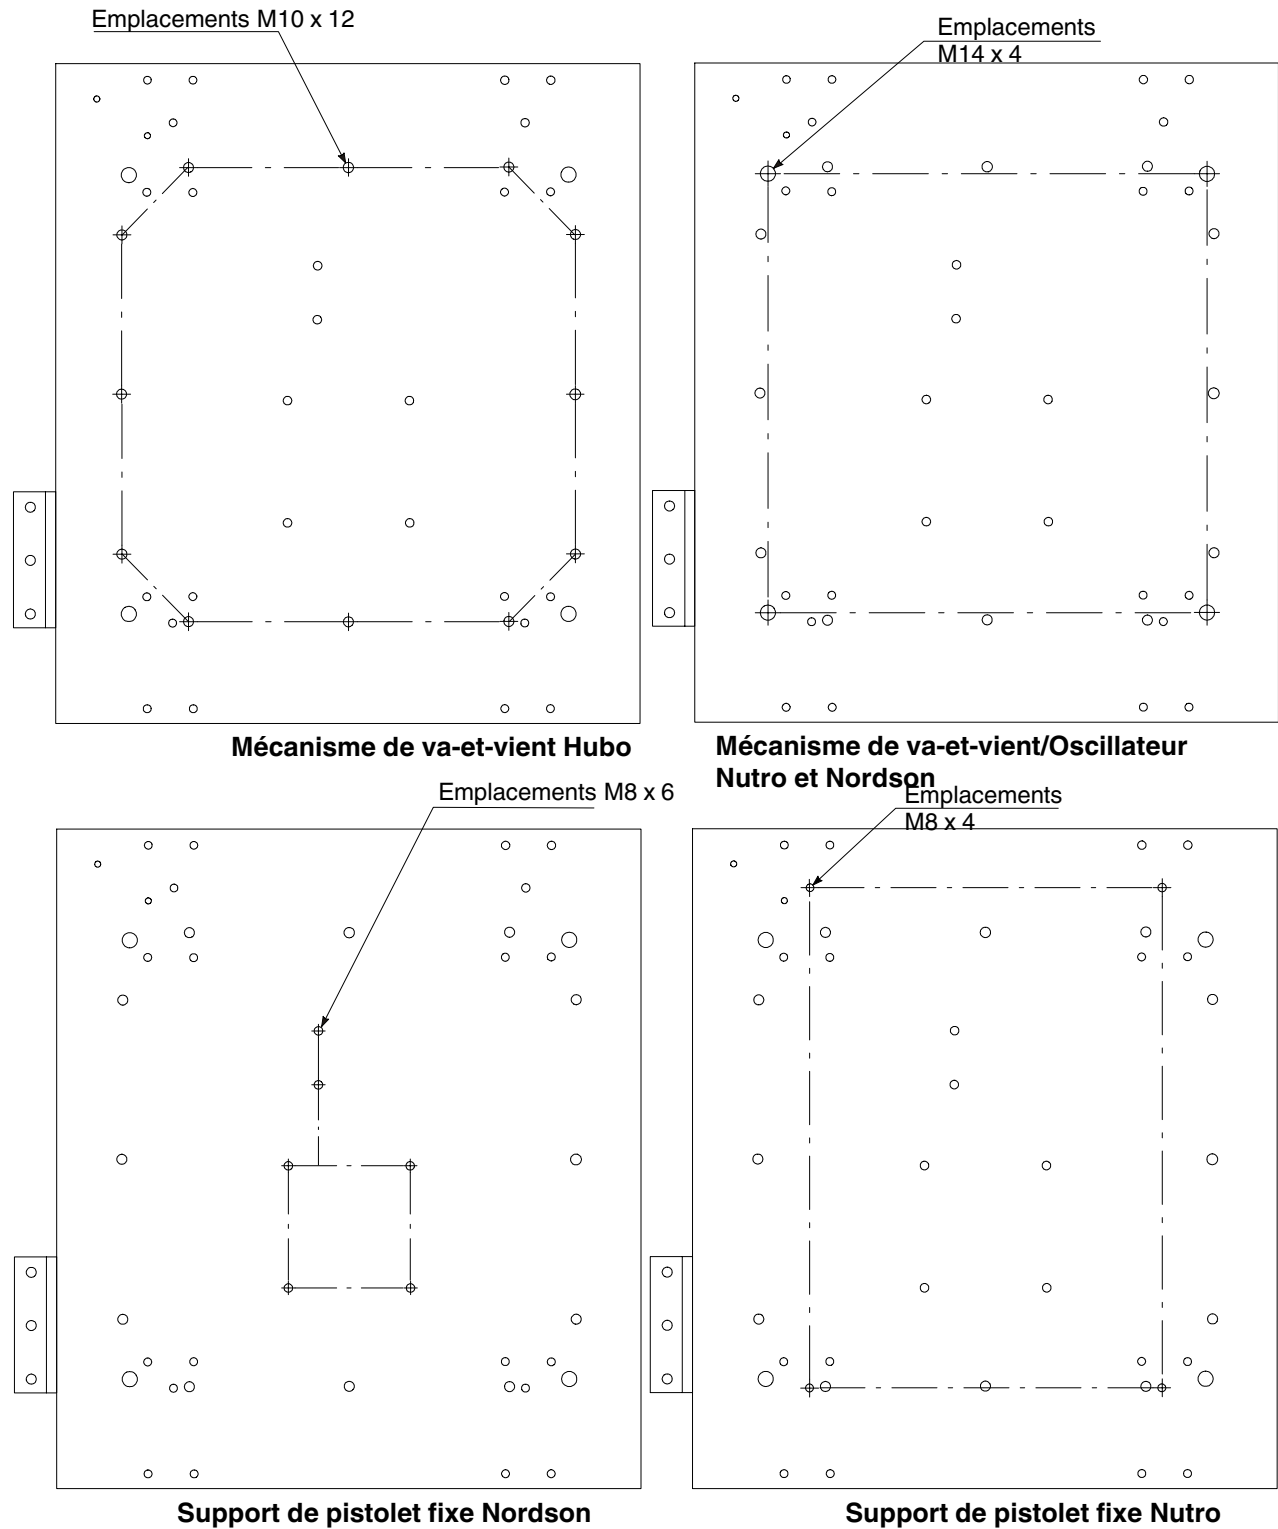 Emplacements M10 x 12
Emplacements
M14 x 4
Mécanisme de va-et-vient Hubo
Mécanisme de va-et-vient/Oscillateur
Nutro et Nordson
Emplacements M8 x 6
Emplacements
M8 x 4
Support de pistolet fixe Nordson
Support de pistolet fixe Nutro